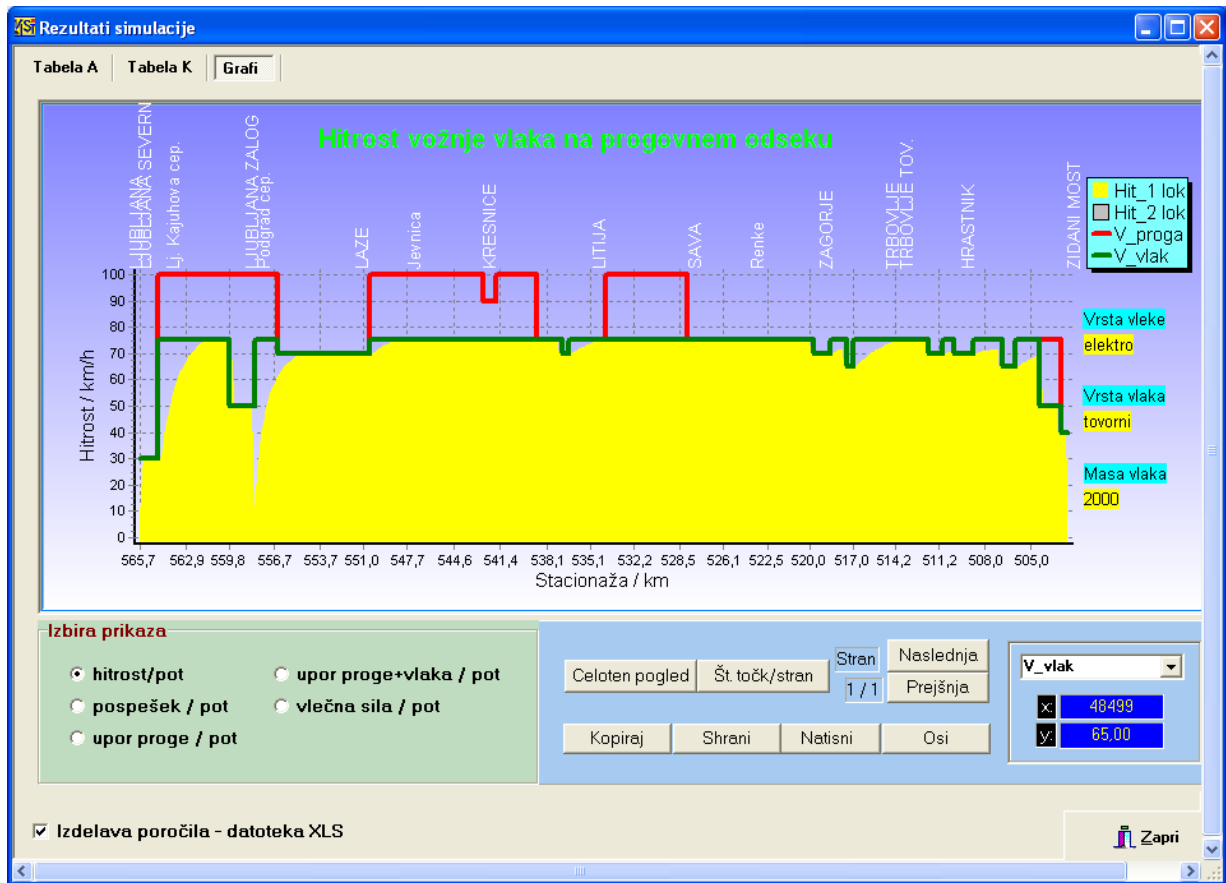 Rezultati simulacije
Tabela A
Tabela K
Grafi
Hitrost vožnje vlaka na progovnem odseku
LJUBLJANA
LJUBLJANA SEVERN
Lj. Kajuhova cep.
LJUBLJANA ZALOG
Podgrad cep.
LAZE
Jevnica
KRESNICE
LITIJA
SAVA
Renke
ZAGORJE
TRBOVLJE
TRBOVLJE TOV.
HRASTNIK
ZIDANI MOST
Hit_1 lok
Hit_2 lok
V_proga
V_vlak
Hitrost / km/h
100
90
80
70
60
50
40
30
20
10
0
565,7 562,9 559,8 556,7 553,7 551,0 547,7 544,6 541,4 538,1 535,1 532,2 528,5 526,1 522,5 520,0 517,0 514,2 511,2 508,0 505,0
Stacionaža / km
Vrsta vleke
elektro
Vrsta vlaka
tovorni
Masa vlaka
2000
Izbira prikaza
hitrost/pot
pospešek / pot
upor proge / pot
upor proge+vlaka / pot
vlečna sila / pot
Celoten pogled
Št. točk/stran
Stran
1 / 1
Naslednja
Prejšnja
Kopiraj
Shrani
Natisni
Osi
V_vlak
x: 48499
y: 65,00
Izdelava poročila - datoteka XLS
Zapri